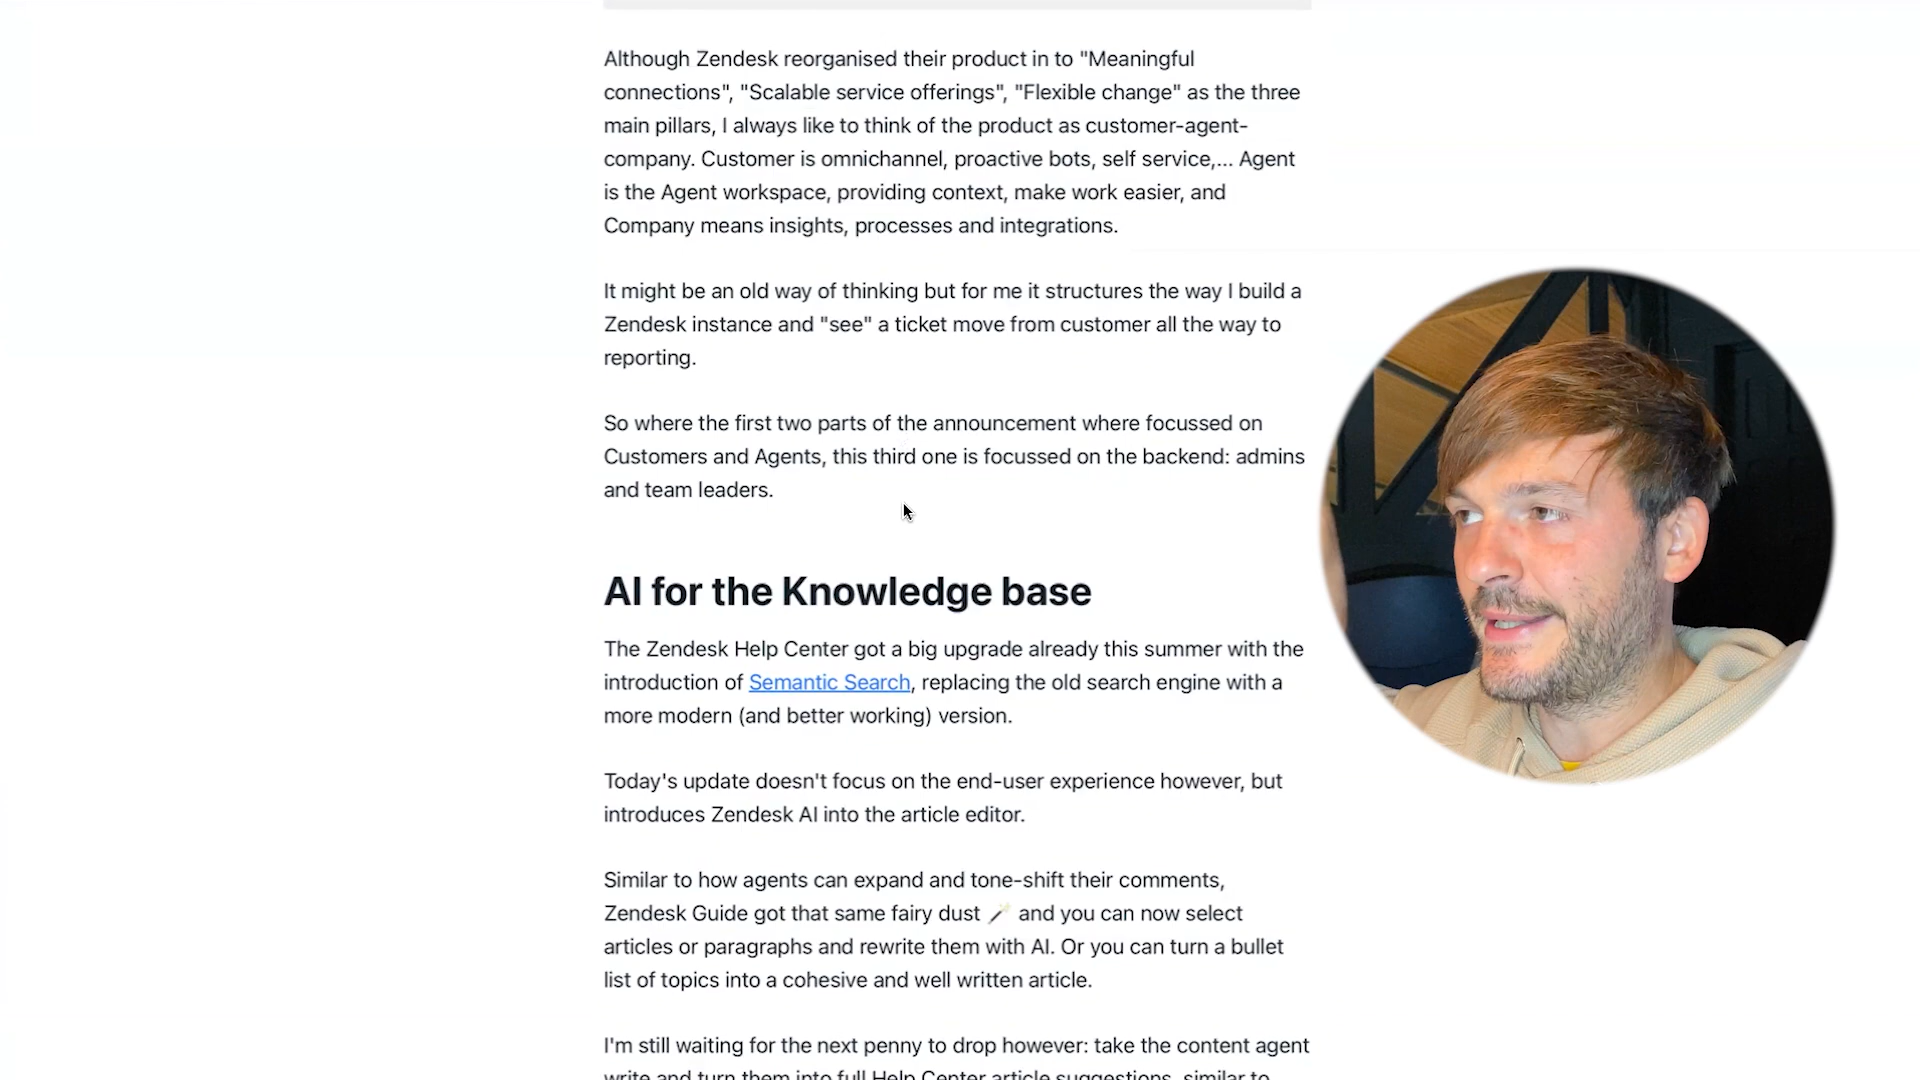 Although Zendesk reorganised their product in to "Meaningful
connections", "Scalable service offerings", "Flexible change" as the three
main pillars, I always like to think of the product as customer-agent-
company. Customer is omnichannel, proactive bots, self service,... Agent
is the Agent workspace, providing context, make work easier, and
Company means insights, processes and integrations.
It might be an old way of thinking but for me it structures the way I build a
Zendesk instance and "see" a ticket move from customer all the way to
reporting.
So where the first two parts of the announcement where focussed on
Customers and Agents, this third one is focussed on the backend: admins
and team leaders.
AI for the Knowledge base
The Zendesk Help Center got a big upgrade already this summer with the
introduction of Semantic Search, replacing the old search engine with a
more modern (and better working) version.
Today's update doesn't focus on the end-user experience however, but
introduces Zendesk AI into the article editor.
Similar to how agents can expand and tone-shift their comments,
Zendesk Guide got that same fairy dust 🪄 and you can now select
articles or paragraphs and rewrite them with AI. Or you can turn a bullet
list of topics into a cohesive and well written article.
I'm still waiting for the next penny to drop however: take the content agent
write and turn them into full Help Center article suggestions, similar to